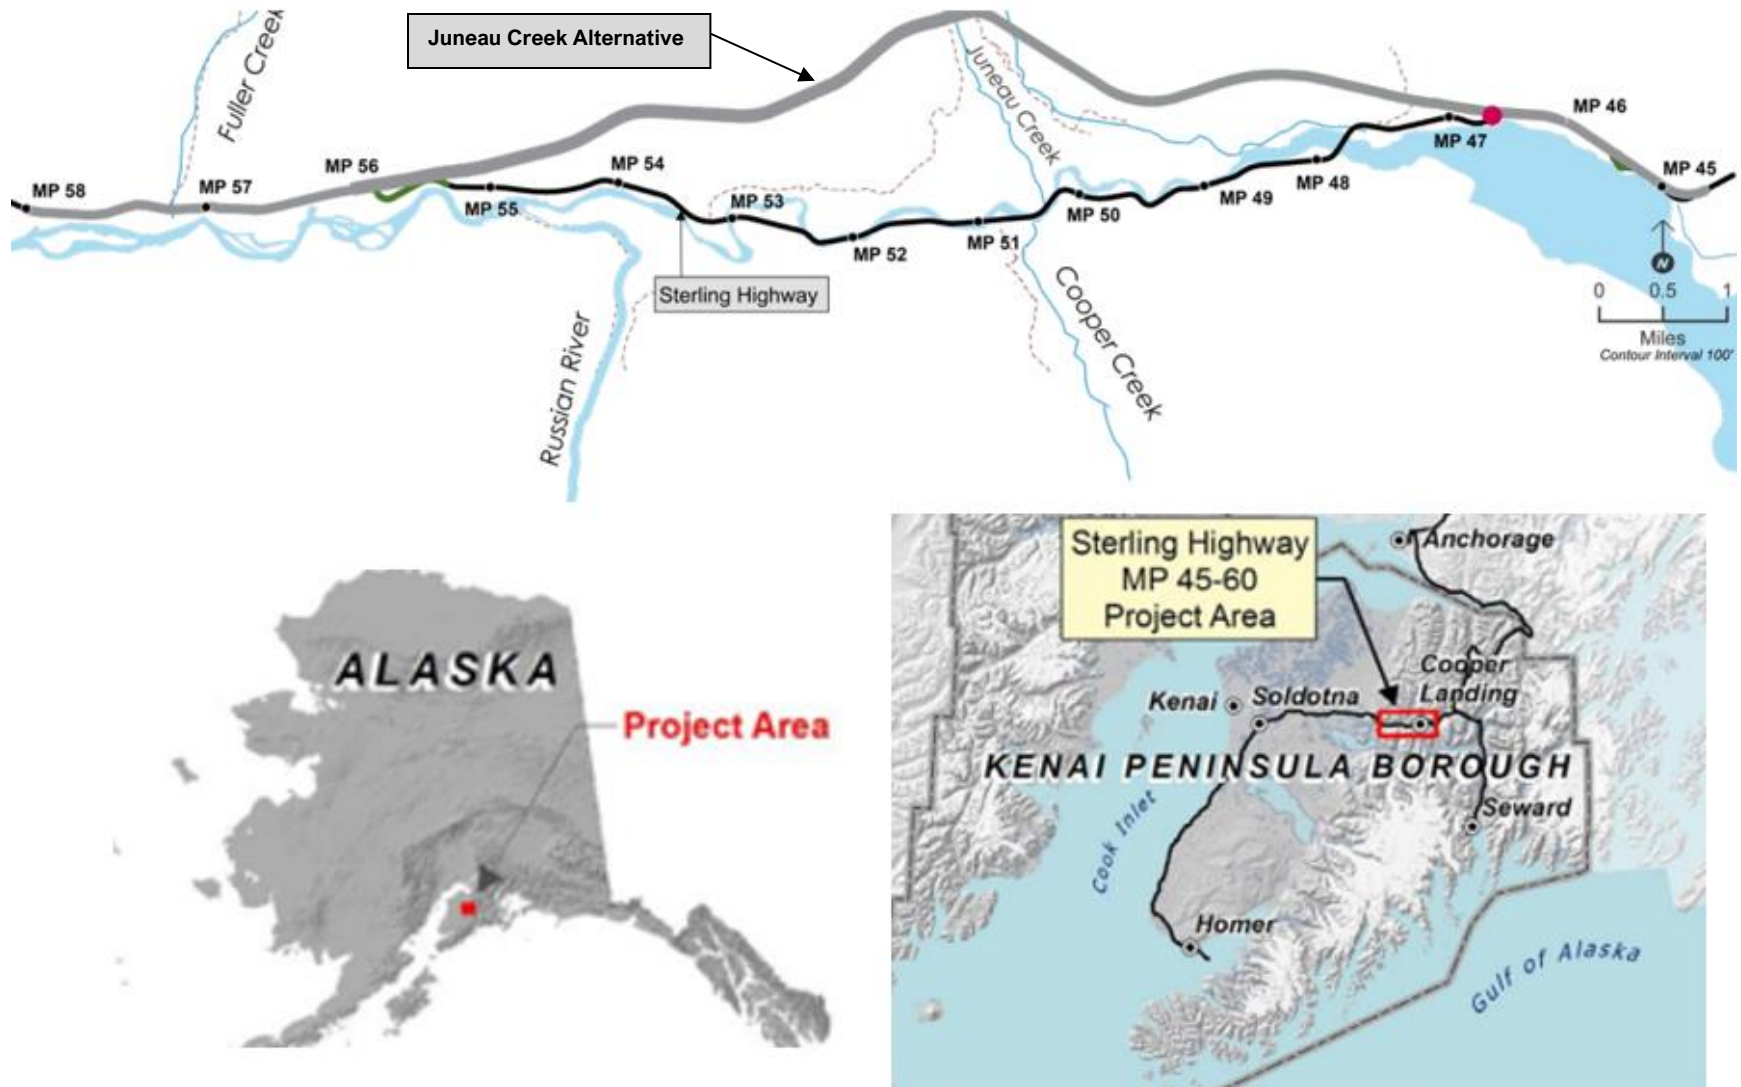 Fuller Creek
Juneau Creek Alternative
Juneau Creek
MP 58
MP 57
MP 56
MP 55
MP 54
MP 53
MP 52
MP 51
MP 50
MP 49
MP 48
MP 47
MP 46
MP 45
Sterling Highway
Russian River
Cooper Creek
N
0 0.5 1
Miles
Contour Interval 100'
ALASKA
Project Area
Sterling Highway
MP 45-60
Project Area
Anchorage
Cooper
Landing
Kenai
Soldotna
KENAI PENINSULA BOROUGH
Seward
Cook Inlet
Homer
Gulf of Alaska